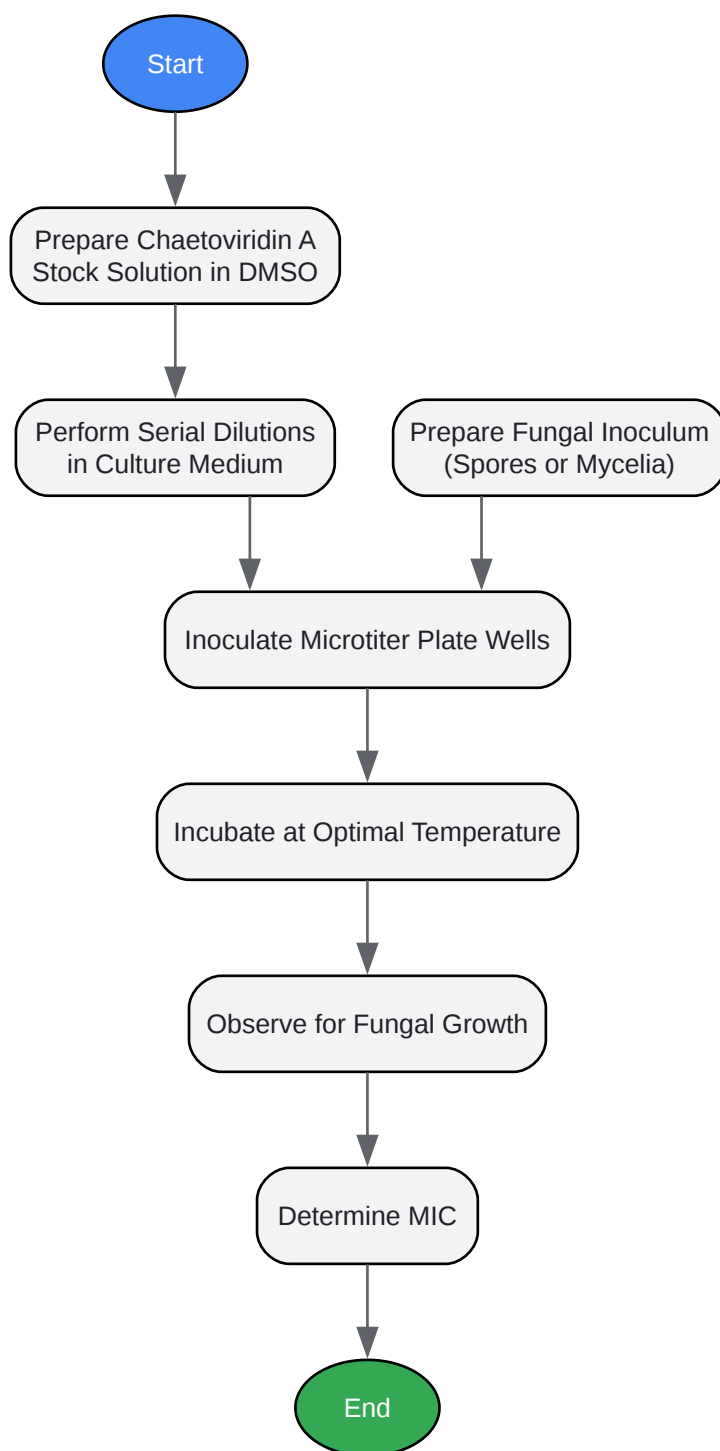 Start
Prepare Chaetoviridin A
Stock Solution in DMSO
Perform Serial Dilutions
in Culture Medium
Prepare Fungal Inoculum
(Spores or Mycelia)
Inoculate Microtiter Plate Wells
Incubate at Optimal Temperature
Observe for Fungal Growth
Determine MIC
End